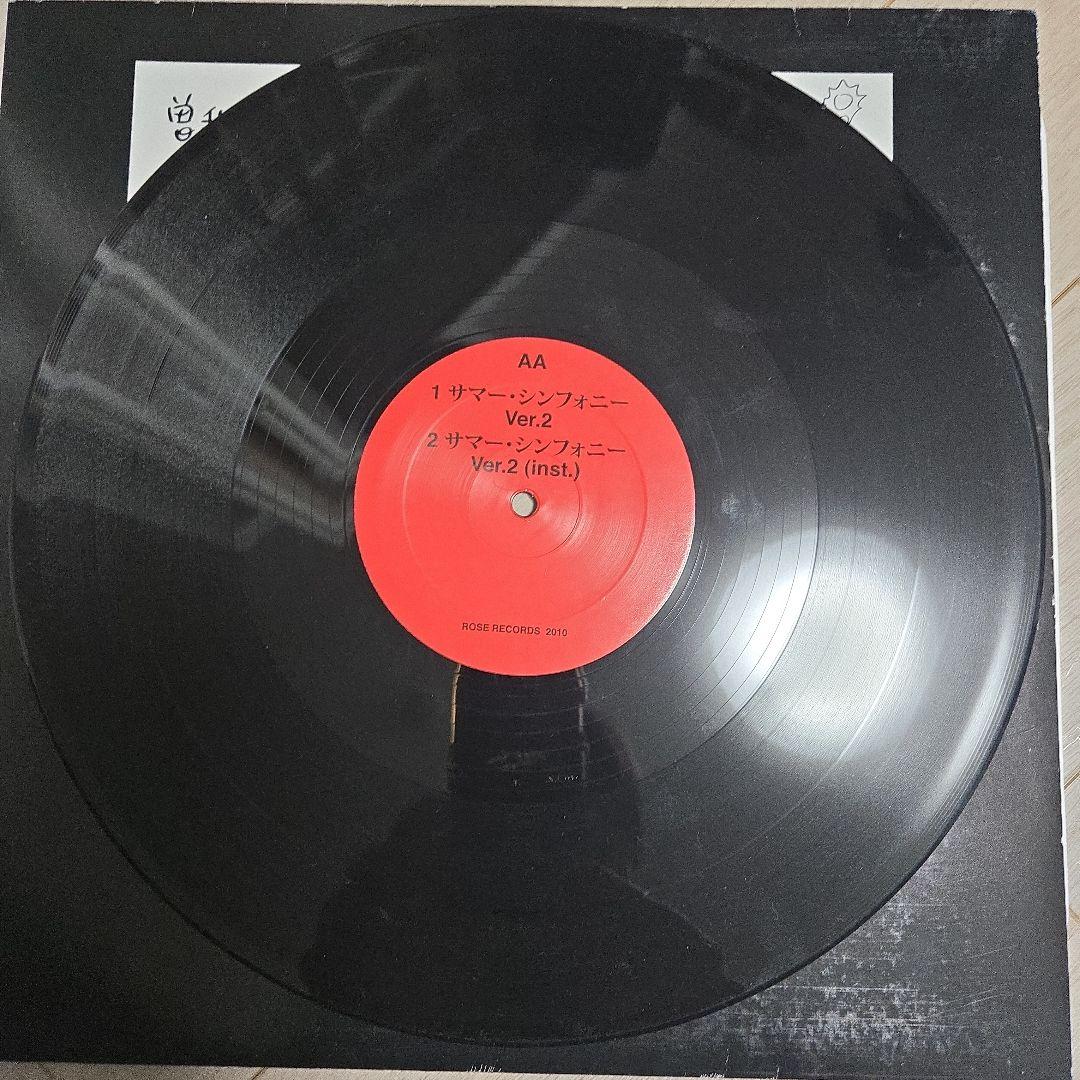 曽
AA
1 サマー・シンフォニー
Ver.2
2 サマー・シンフォニー
Ver.2 (inst.)
ROSE RECORDS 2010